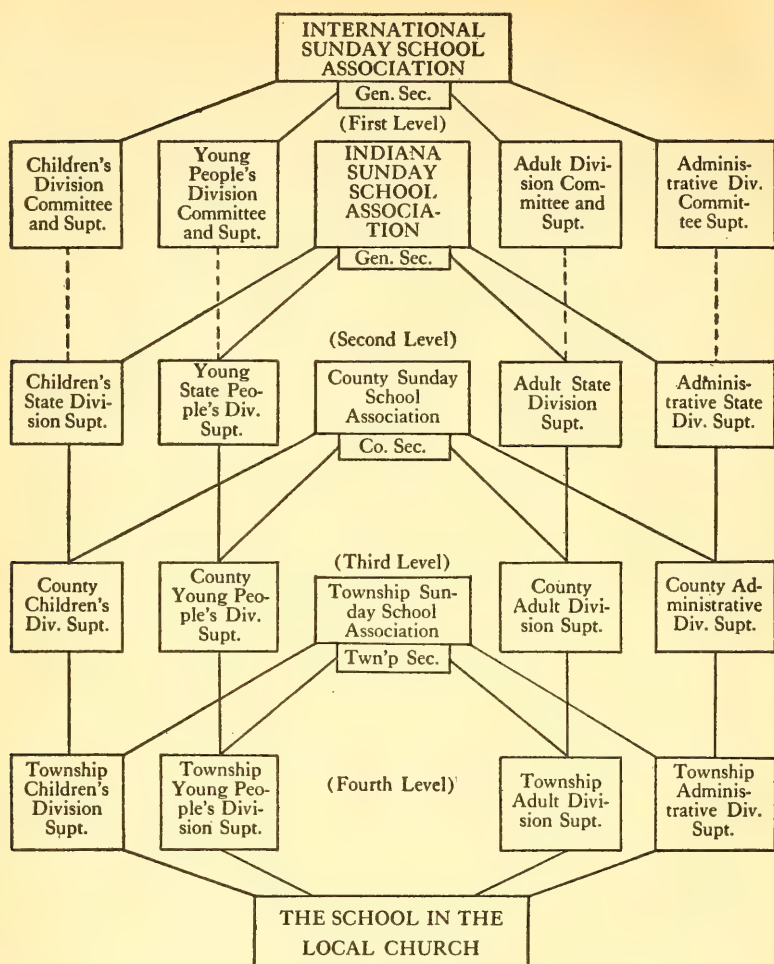 INTERNATIONAL
SUNDAY SCHOOL
ASSOCIATION
Gen. Sec.
(First Level)
Children's
Division
Committee
and Supt.
Young
People's
Division
Committee
and Supt.
INDIANA
SUNDAY
SCHOOL
ASSOCIA-
TION
Gen. Sec.
Adult Divi-
sion Com-
mittee and
Supt.
Adminis-
trative Div.
Commit-
tee Supt.
(Second Level)
Children's
State Divi-
sion Supt.
Young
State Peo-
ple's Div.
Supt.
County Sunday
School
Association
Co. Sec.
Adult State
Division
Supt.
Adminis-
trative State
Div. Supt.
(Third Level)
County
Children's
Div. Supt.
County
Young Peo-
ple's Div.
Supt.
Township Sun-
day School
Association
Twn'p Sec.
County
Adult Divi-
sion Supt.
County Ad-
ministrative
Div. Supt.
Township
Children's
Division
Supt.
Township
Young Peo-
ple's Divi-
sion Supt.
(Fourth Level)
Township
Adult Divi-
sion Supt.
Township
Adminis-
trative Div.
Supt.
THE SCHOOL IN THE
LOCAL CHURCH